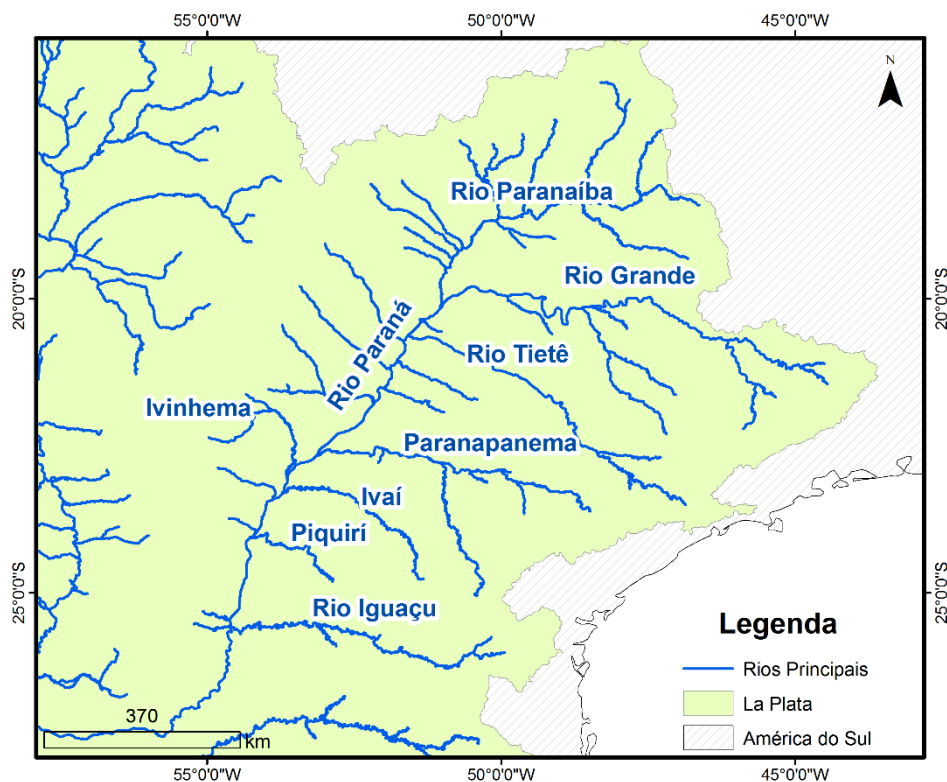 55°0'0"W
50°0'0"W
45°0'0"W
N
Rio Paranaíba
Rio Grande
20°0'0"S
20°0'0"S
Rio Paraná
Rio Tietê
Ivinhema
Paranapanema
Ivaí
Piquirí
25°0'0"S
25°0'0"S
Rio Iguaçu
Legenda
Rios Principais
La Plata
América do Sul
370
km
55°0'0"W
50°0'0"W
45°0'0"W